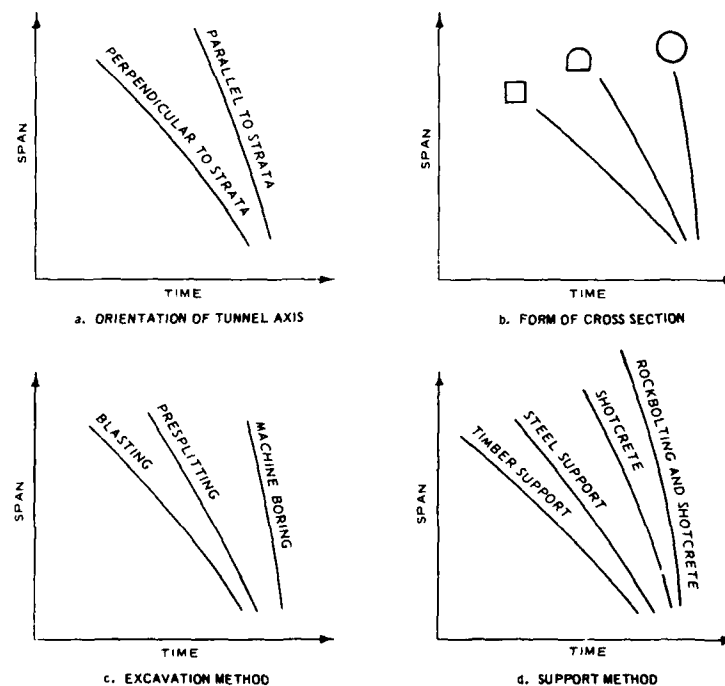 SPAN
PERPENDICULAR TO STRATA
PARALLEL TO STRATA
TIME
a. ORIENTATION OF TUNNEL AXIS
SPAN
TIME
b. FORM OF CROSS SECTION
SPAN
BLASTING
PRESPLITTING
MACHINE BORING
TIME
c. EXCAVATION METHOD
SPAN
TIMBER SUPPORT
STEEL SUPPORT
SHOTCRETE
ROCKBOLTING AND SHOTCRETE
TIME
d. SUPPORT METHOD